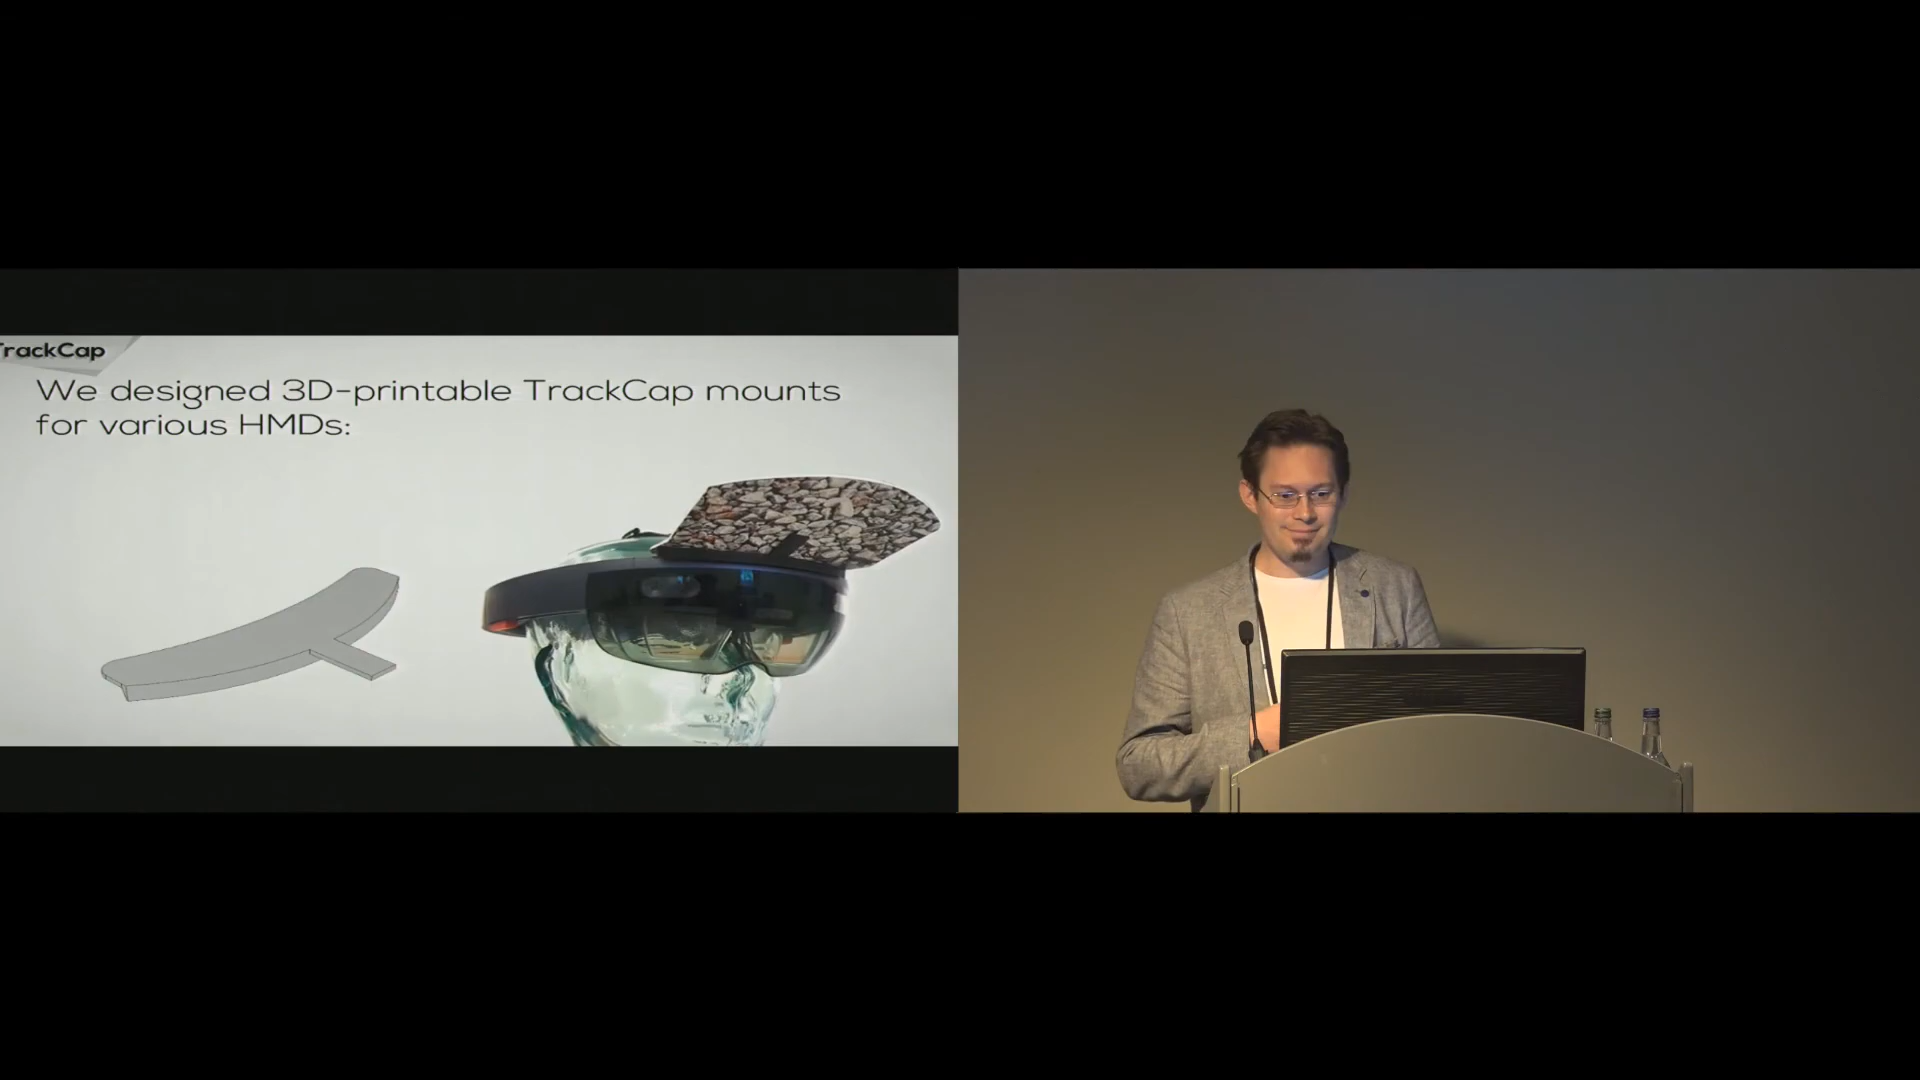 TrackCap
We designed 3D-printable TrackCap mounts
for various HMDs: